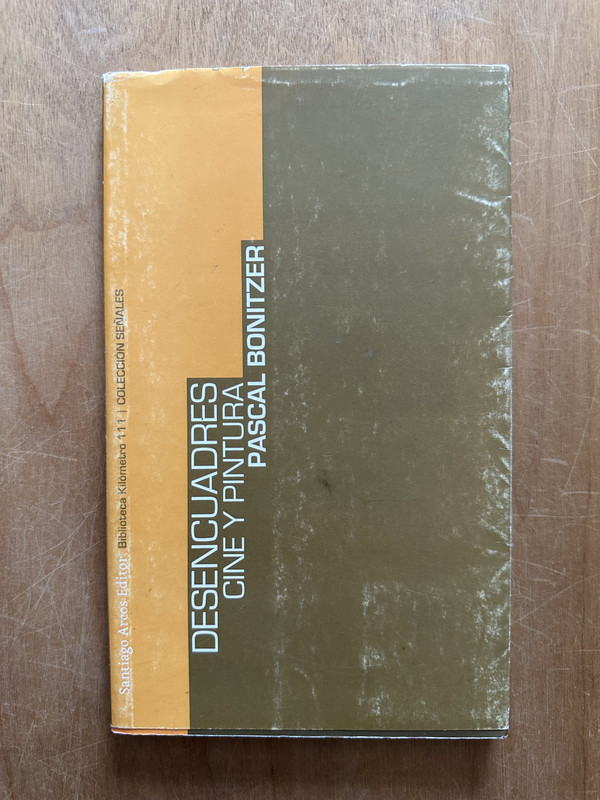 Santiago Arcos Editor Biblioteca Kilómetro 111 | COLECCIÓN SEÑALES
DESENCUADRES
CINE Y PINTURA
PASCAL BONITZER